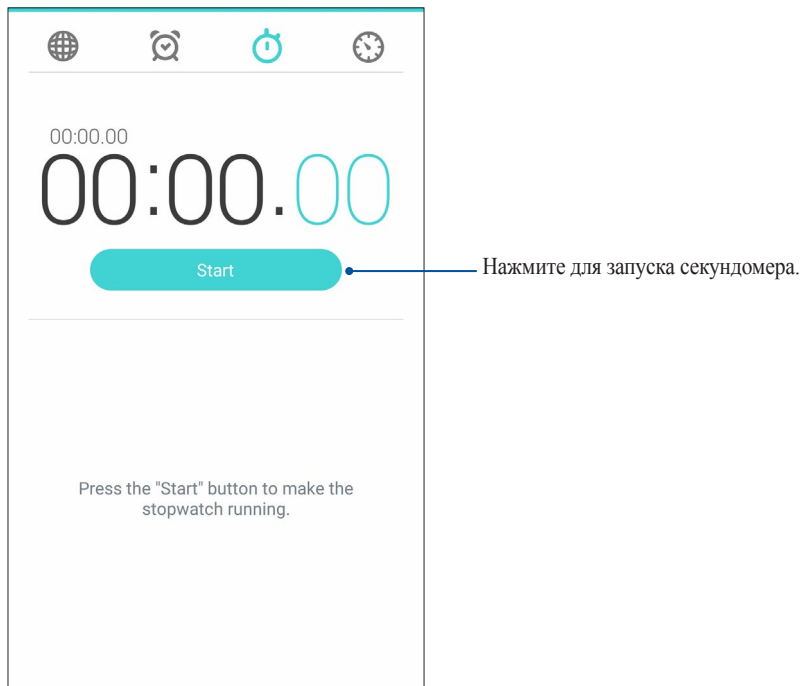 00:00.00
00:00.00
Start
Нажмите для запуска секундомера.
Press the "Start" button to make the
stopwatch running.